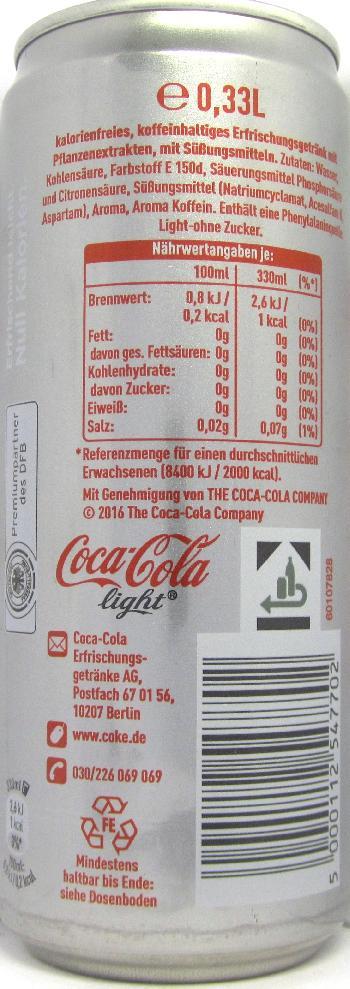 ℮ 0,33L
kalorienfreies, koffeinhaltiges Erfrischungsgetränk mit
Pflanzenextrakten, mit Süßungsmitteln. Zutaten: Wasser,
Kohlensäure, Farbstoff E 150d, Säuerungsmittel Phosphorsäure
und Citronensäure, Süßungsmittel (Natriumcyclamat, Acesulfam K,
Aspartam), Aroma, Aroma Koffein. Enthält eine Phenylalaninquelle
Light-ohne Zucker.
Nährwertangaben je:
100ml 330ml (%*)
Brennwert: 0,8 kJ / 2,6 kJ /
0,2 kcal 1 kcal (0%)
Fett: 0g 0g (0%)
davon ges. Fettsäuren: 0g 0g (0%)
Kohlenhydrate: 0g 0g (0%)
davon Zucker: 0g 0g (0%)
Eiweiß: 0g 0g (0%)
Salz: 0,02g 0,07g (1%)
*Referenzmenge für einen durchschnittlichen
Erwachsenen (8400 kJ / 2000 kcal).
Mit Genehmigung von THE COCA-COLA COMPANY
© 2016 The Coca-Cola Company
Null Kalorien.
Premiumpartner
des DFB
Coca-Cola
light®
60107828
Coca-Cola
Erfrischungs-
getränke AG,
Postfach 67 01 56,
10207 Berlin
www.coke.de
030/226 069 069
FE
Mindestens
haltbar bis Ende:
siehe Dosenboden
5 000112 547702
2,6 kJ
1 kcal
0%*